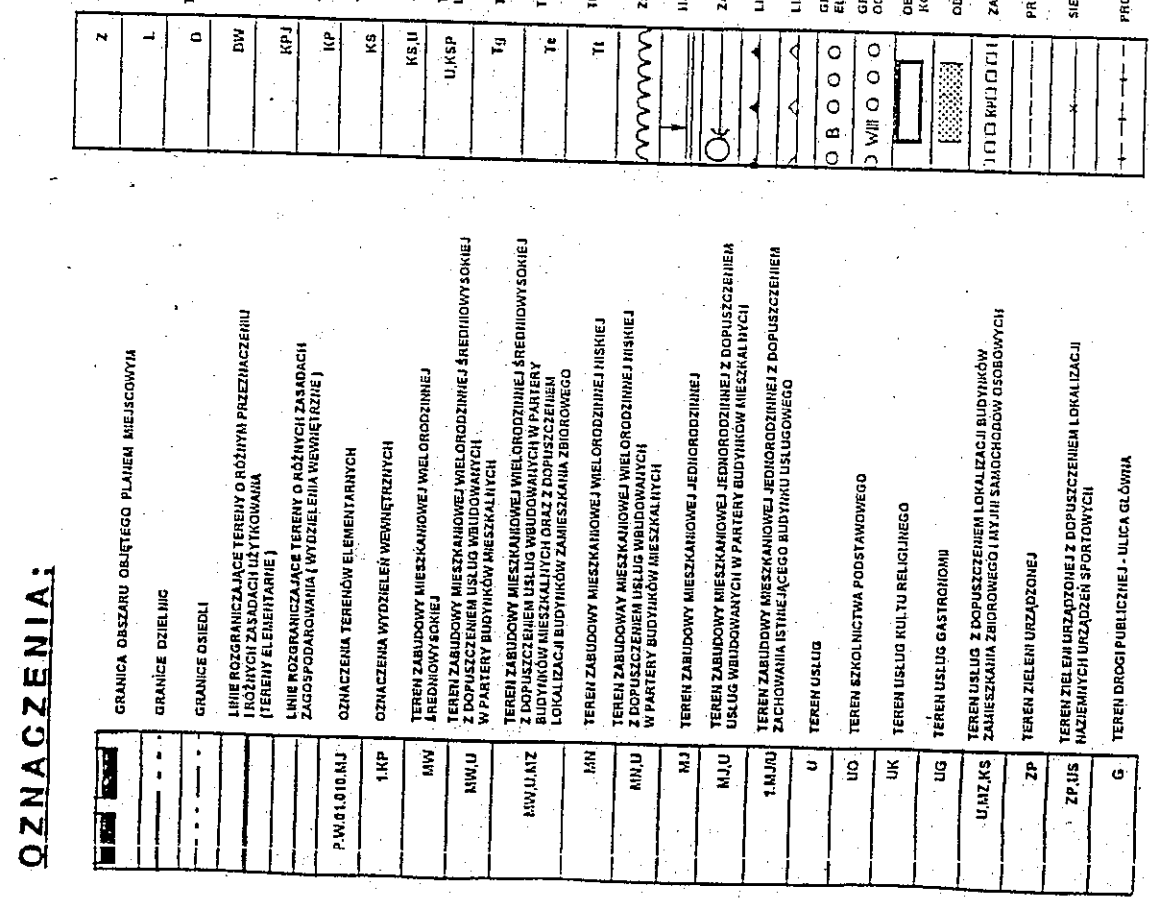 OZNACZENIA:
GRANICA OBSZARU OBJĘTEGO PLANEM MIEJSCOWYM
GRANICE DZIELNIC
GRANICE OSIEDLI
LINIE ROZGRANICZAJĄCE TERENY O RÓŻNYM PRZEZNACZENIU
I RÓŻNYCH ZASADACH UŻYTKOWANIA
(TERENY ELEMENTARNE)
LINIE ROZGRANICZAJĄCE TERENY O RÓŻNYCH ZASADACH
ZAGOSPODAROWANIA ( WYDZIELENIA WEWNĘTRZNE )
P.W.01.010.MJ
OZNACZENIA TERENÓW ELEMENTARNYCH
1.KP
OZNACZENIA WYDZIELEŃ WEWNĘTRZNYCH
MW
TEREN ZABUDOWY MIESZKANIOWEJ WIELORODZINNEJ
ŚREDNIOWYSOKIEJ
MW,U
TEREN ZABUDOWY MIESZKANIOWEJ WIELORODZINNEJ ŚREDNIOWYSOKIEJ
Z DOPUSZCZENIEM USŁUG WBUDOWANYCH
W PARTERY BUDYNKÓW MIESZKALNYCH
MW,U,MZ
TEREN ZABUDOWY MIESZKANIOWEJ WIELORODZINNEJ ŚREDNIOWYSOKIEJ
Z DOPUSZCZENIEM USŁUG WBUDOWANYCH W PARTERY
BUDYNKÓW MIESZKALNYCH ORAZ Z DOPUSZCZENIEM
LOKALIZACJI BUDYNKÓW ZAMIESZKANIA ZBIOROWEGO
MN
TEREN ZABUDOWY MIESZKANIOWEJ WIELORODZINNEJ NISKIEJ
MN,U
TEREN ZABUDOWAY MIESZKANIOWEJ WIELORODZINNEJ NISKIEJ
Z DOPUSZCZENIEM USŁUG WBUDOWANYCH
W PARTERY BUDYNKÓW MIESZKALNYCH
MJ
TEREN ZABUDOWY MIESZKANIOWEJ JEDNORODZINNEJ
MJ,U
TEREN ZABUDOWY MIESZKANIOWEJ JEDNORODZINNEJ Z DOPUSZCZENIEM
USŁUG WBUDOWANYCH W PARTERY BUDYNKÓW MIESZKALNYCH
1.MJ/U
TEREN ZABUDOWY MIESZKANIOWEJ JEDNORODZINNEJ Z DOPUSZCZENIEM
ZACHOWANIA ISTNIEJĄCEGO BUDYNKU USŁUGOWEGO
U
TEREN USŁUG
UO
TEREN SZKOLNICTWA PODSTAWOWEGO
UK
TEREN USŁUG KULTU RELIGIJNEGO
UG
TEREN USŁUG GASTRONOMII
U,MZ,KS
TEREN USŁUG Z DOPUSZCZENIEM LOKALIZACJI BUDYNKÓW
ZAMIESZKANIA ZBIOROWEGO I MYJNI SAMOCHODÓW OSOBOWYCH
ZP
TEREN ZIELENI URZĄDZONEJ
ZP,US
TEREN ZIELENI URZĄDZONEJ Z DOPUSZCZENIEM LOKALIZACJI
NAZIEMNYCH URZĄDZEŃ SPORTOWYCH
G
TEREN DROGI PUBLICZNEJ - ULICA GŁÓWNA
Z
L
D
DW
KPJ
KP
KS
KS,U
U,KSP
Tg
Te
Tt
B
WIII
KP